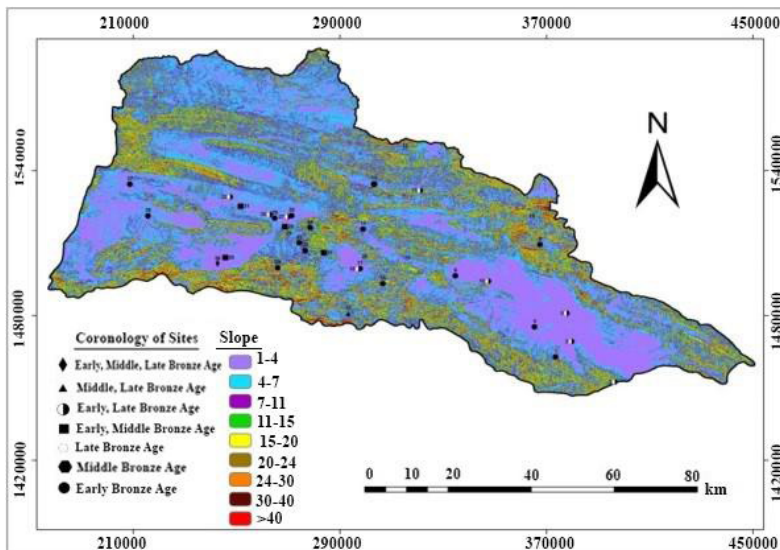 210000 290000 370000 450000
N
1540000 1540000
1480000 1480000
1420000 1420000
Coronology of Sites
Early, Middle, Late Bronze Age
Middle, Late Bronze Age
Early, Late Bronze Age
Early, Middle Bronze Age
Late Bronze Age
Middle Bronze Age
Early Bronze Age
Slope
1-4
4-7
7-11
11-15
15-20
20-24
24-30
30-40
>40
0 10 20 40 60 80
km
210000 290000 370000 450000